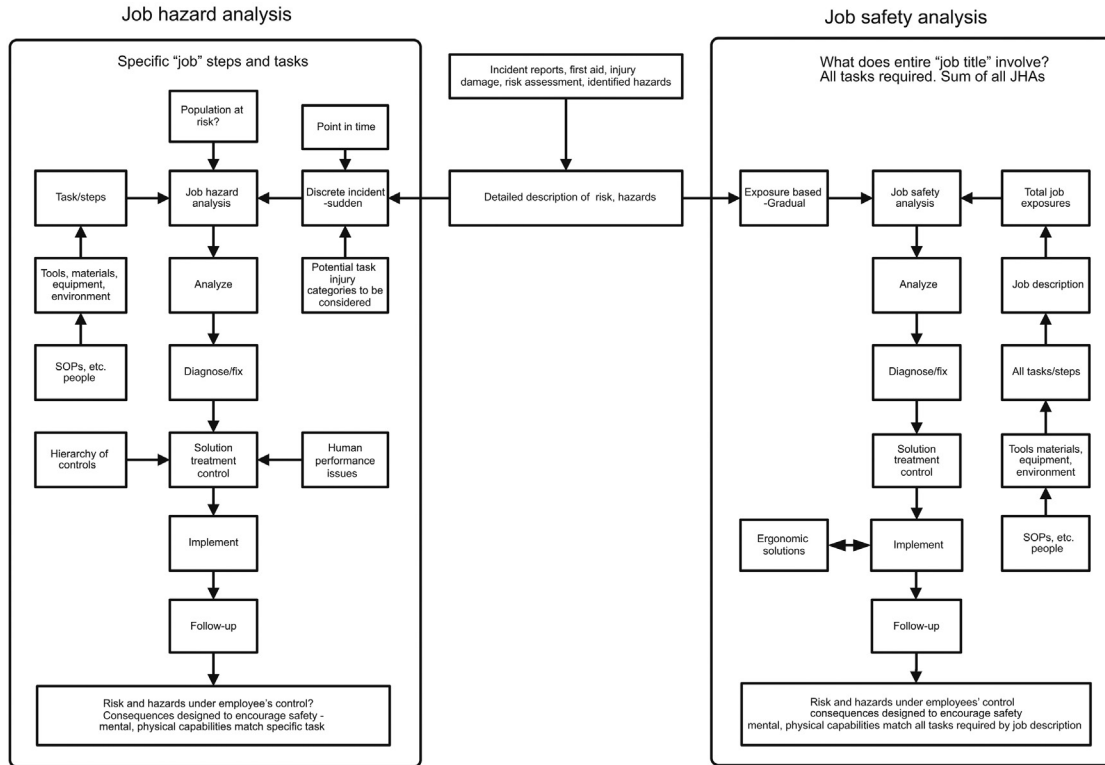 Job hazard analysis
Job safety analysis
Specific “job” steps and tasks
Population at
risk?
Point in time
Task/steps
Job hazard
analysis
Discrete incident
-sudden
Tools, materials,
equipment,
environment
Analyze
Potential task
injury
categories to be
considered
SOPs, etc.
people
Diagnose/fix
Hierarchy of
controls
Solution
treatment
control
Human
performance
issues
Implement
Follow-up
Risk and hazards under employee’s control?
Consequences designed to encourage safety -
mental, physical capabilities match specific task
Incident reports, first aid, injury
damage, risk assessment, identified hazards
Detailed description of risk, hazards
What does entire “job title” involve?
All tasks required. Sum of all JHAs
Exposure based
-Gradual
Job safety
analysis
Total job
exposures
Analyze
Job description
Diagnose/fix
All tasks/steps
Solution
treatment
control
Tools materials,
equipment,
environment
Ergonomic
solutions
Implement
SOPs, etc.
people
Follow-up
Risk and hazards under employees’ control
consequences designed to encourage safety
mental, physical capabilities match all tasks required by job description